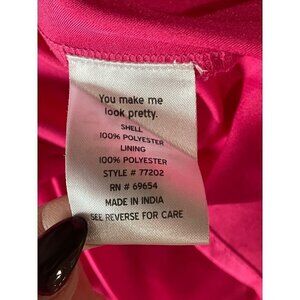 You make me
look pretty.
SHELL
100% POLYESTER
LINING
100% POLYESTER
STYLE # 77202
RN # 69654
MADE IN INDIA
SEE REVERSE FOR CARE